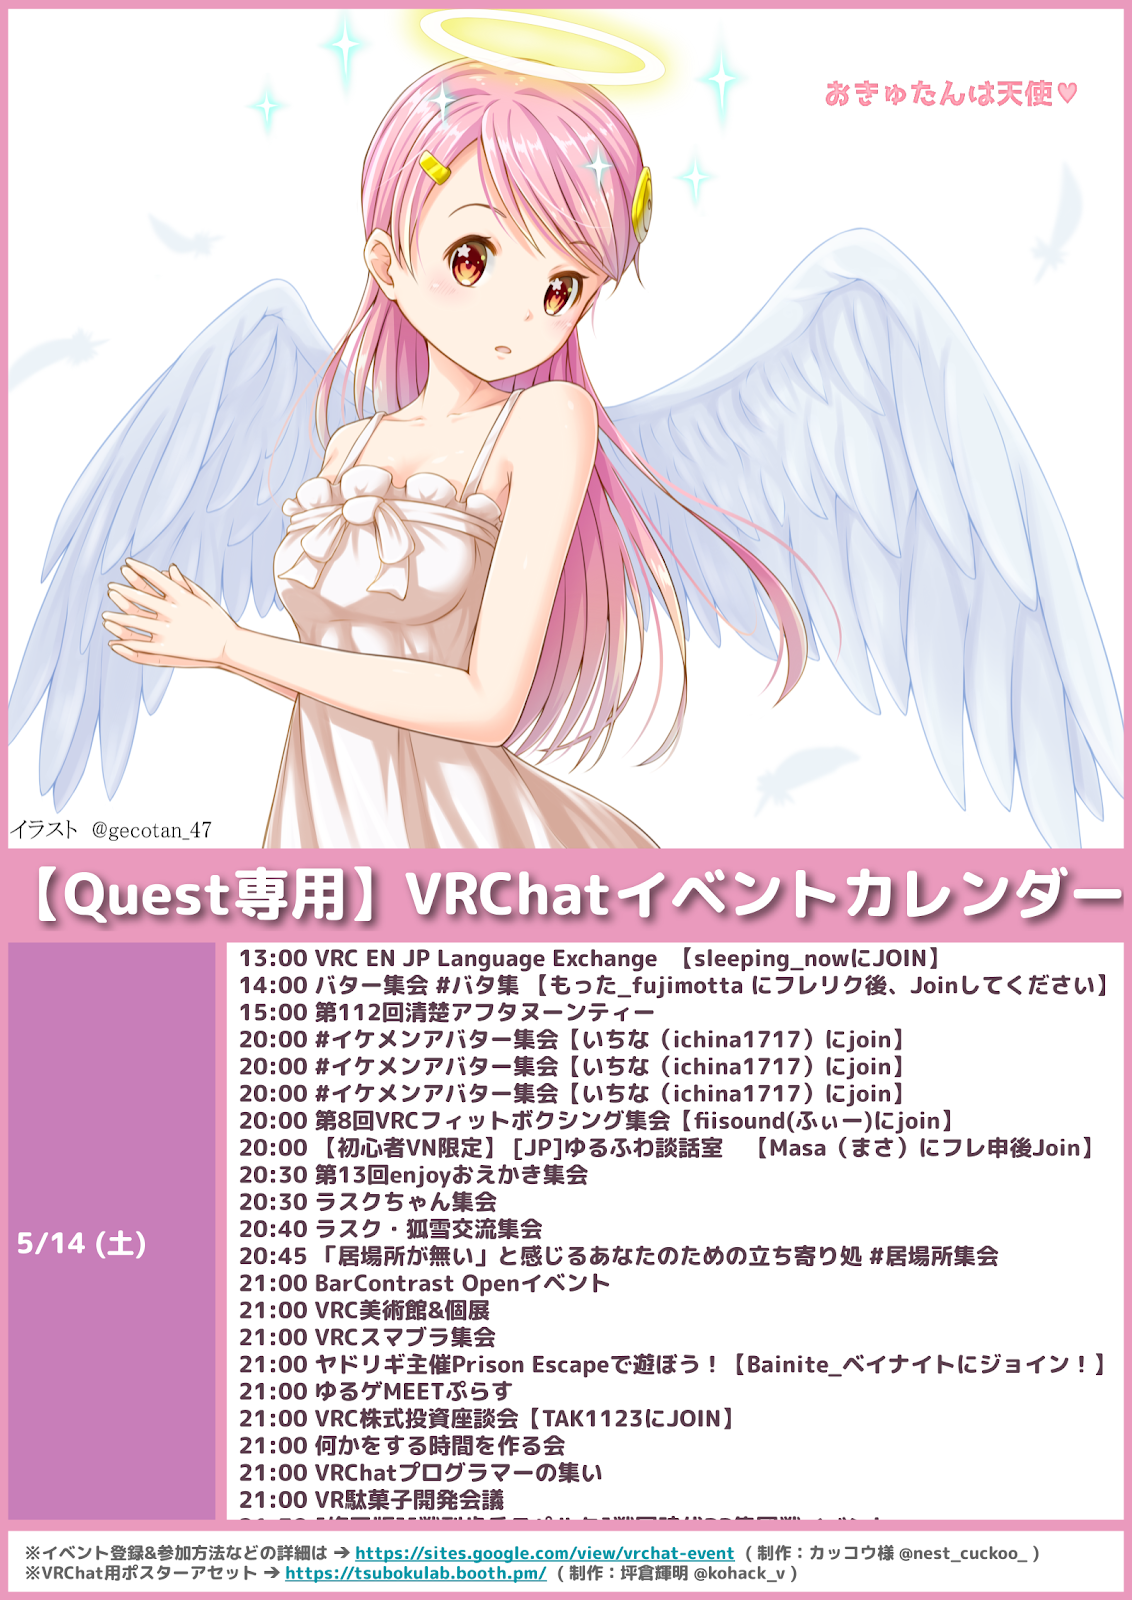 おきゅたんは天使♥
イラスト @gecotan_47
【Quest専用】VRChatイベントカレンダー
5/14 (土)
13:00 VRC EN JP Language Exchange 【sleeping_nowにJOIN】
14:00 バター集会 #バタ集 【もった_fujimotta にフレリク後、Joinしてください】
15:00 第112回清楚アフタヌーンティー
20:00 #イケメンアバター集会【いちな（ichina1717）にjoin】
20:00 #イケメンアバター集会【いちな（ichina1717）にjoin】
20:00 #イケメンアバター集会【いちな（ichina1717）にjoin】
20:00 第8回VRCフィットボクシング集会【fiisound(ふぃー)にjoin】
20:00 【初心者VN限定】 [JP]ゆるふわ談話室　【Masa（まさ）にフレ申後Join】
20:30 第13回enjoyおえかき集会
20:30 ラスクちゃん集会
20:40 ラスク・狐雪交流集会
20:45 「居場所が無い」と感じるあなたのための立ち寄り処 #居場所集会
21:00 BarContrast Openイベント
21:00 VRC美術館&個展
21:00 VRCスマブラ集会
21:00 ヤドリギ主催Prison Escapeで遊ぼう！【Bainite_ベイナイトにジョイン！】
21:00 ゆるゲMEETぷらす
21:00 VRC株式投資座談会【TAK1123にJOIN】
21:00 何かをする時間を作る会
21:00 VRChatプログラマーの集い
21:00 VR駄菓子開発会議
※イベント登録&参加方法などの詳細は → https://sites.google.com/view/vrchat-event （制作：カッコウ様 @nest_cuckoo_ ）
※VRChat用ポスターアセット → https://tsubokulab.booth.pm/ （制作：坪倉輝明 @kohack_v ）